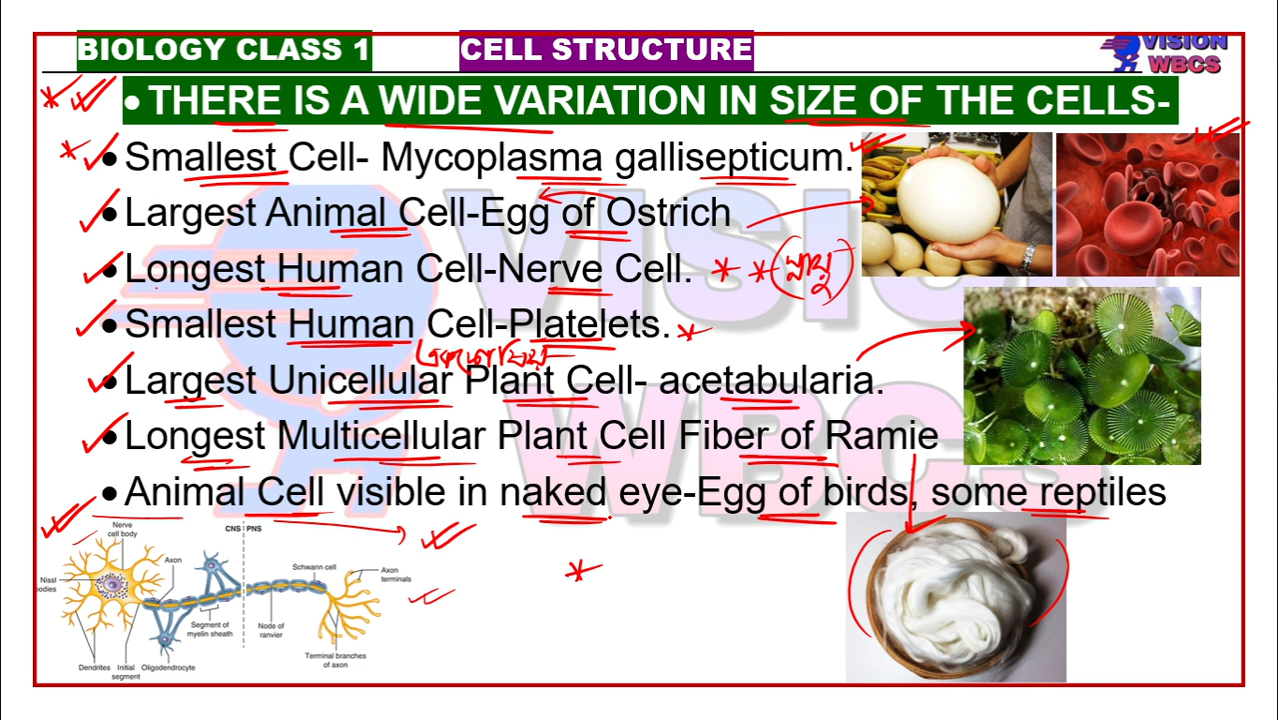 BIOLOGY CLASS 1
CELL STRUCTURE
VISION
WBCS
• THERE IS A WIDE VARIATION IN SIZE OF THE CELLS-
• Smallest Cell- Mycoplasma gallisepticum.
• Largest Animal Cell-Egg of Ostrich
• Longest Human Cell-Nerve Cell.
• Smallest Human Cell-Platelets.
• Largest Unicellular Plant Cell- acetabularia.
• Longest Multicellular Plant Cell Fiber of Ramie
• Animal Cell visible in naked eye-Egg of birds, some reptiles
VISION
WBCS
Nerve
cell body
CNS PNS
Axon
Schwann cell
Axon
terminals
Nissl
bodies
Segment of
myelin sheath
Node of
ranvier
Terminal branches
of axon
Dendrites
Initial
segment
Oligodendrocyte